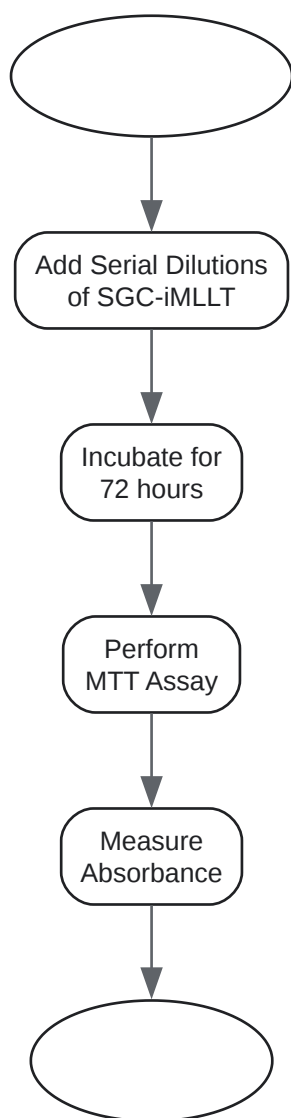 Add Serial Dilutions
of SGC-iMLLT
Incubate for
72 hours
Perform
MTT Assay
Measure
Absorbance